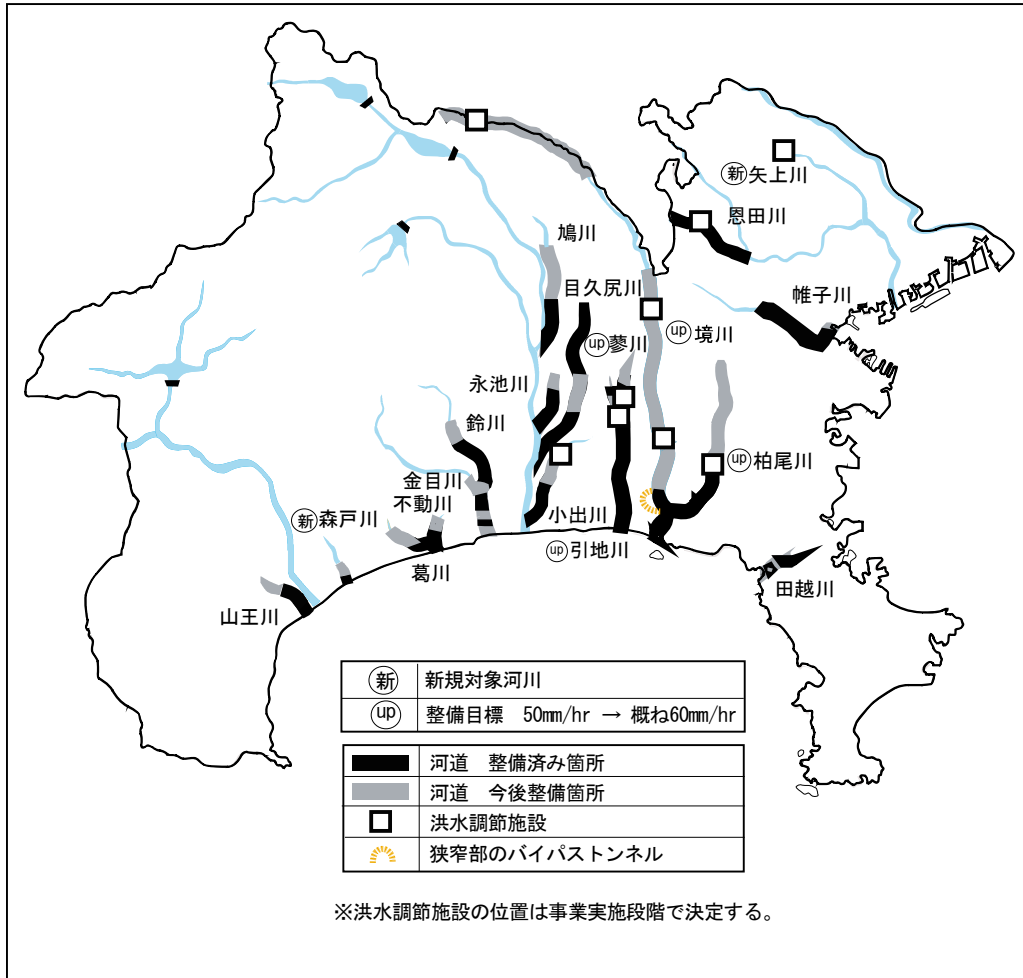 新矢上川
恩田川
鳩川
目久尻川
帷子川
up境川
up蓼川
永池川
鈴川
up柏尾川
金目川
不動川
小出川
新森戸川
up引地川
葛川
田越川
山王川
新 新規対象河川
up 整備目標 50mm/hr → 概ね60mm/hr
河道 整備済み箇所
河道 今後整備箇所
洪水調節施設
狭窄部のバイパストンネル
※洪水調節施設の位置は事業実施段階で決定する。